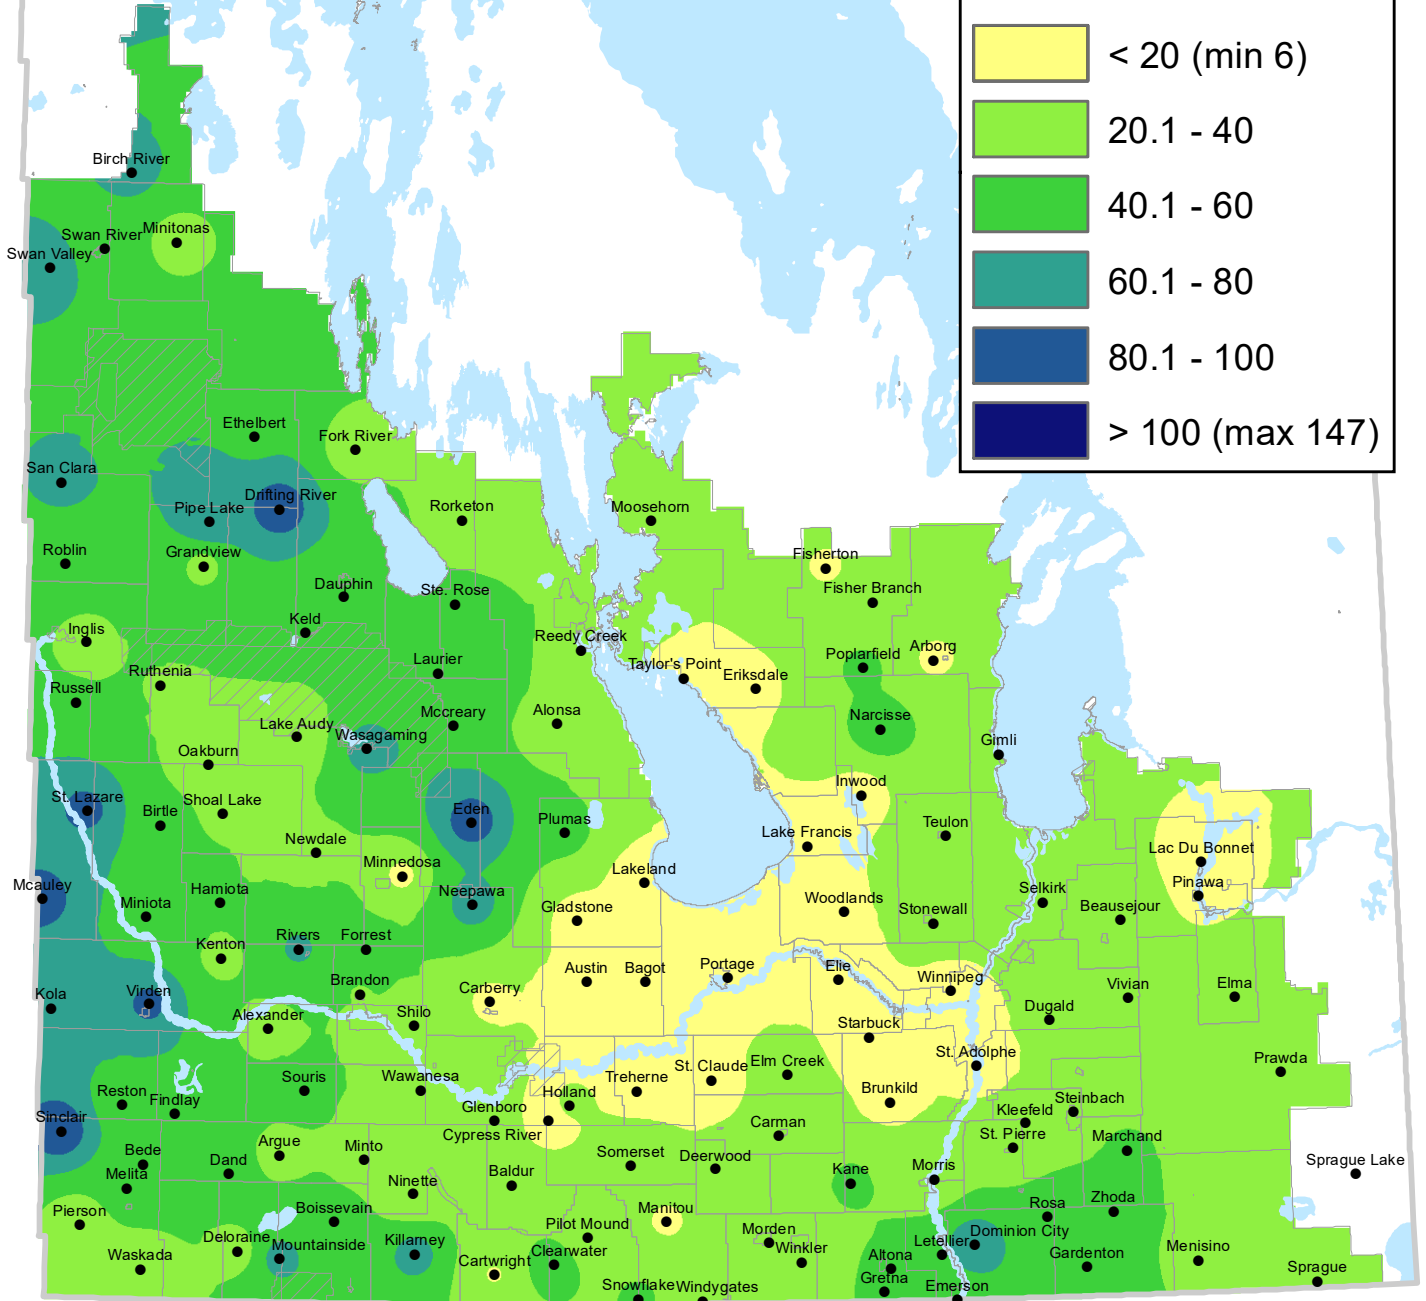 < 20 (min 6)
20.1 - 40
40.1 - 60
60.1 - 80
80.1 - 100
> 100 (max 147)
Birch River
Swan River
Minitonas
Swan Valley
Ethelbert
Fork River
San Clara
Drifting River
Pipe Lake
Rorketon
Moosehorn
Roblin
Grandview
Fisherton
Dauphin
Ste. Rose
Fisher Branch
Inglis
Keld
Reedy Creek
Arborg
Ruthenia
Laurier
Taylor's Point
Eriksdale
Poplarfield
Russell
Lake Audy
Mccreary
Alonsa
Narcisse
Wasagaming
Oakburn
Gimli
St. Lazare
Birtle
Shoal Lake
Eden
Plumas
Inwood
Newdale
Lake Francis
Teulon
Minnedosa
Lakeland
Lac Du Bonnet
Mcauley
Hamiota
Neepawa
Pinawa
Miniota
Gladstone
Woodlands
Stonewall
Selkirk
Beausejour
Kenton
Rivers
Forrest
Austin
Bagot
Portage
Elie
Winnipeg
Kola
Virden
Brandon
Carberry
Vivian
Elma
Alexander
Shilo
Starbuck
Dugald
Reston
Findlay
Souris
Wawanesa
Treherne
St. Claude
Elm Creek
St. Adolphe
Prawda
Sinclair
Glenboro
Holland
Brunkild
Kleefeld
Steinbach
Cypress River
Carman
St. Pierre
Marchand
Bede
Argue
Minto
Somerset
Deerwood
Sprague Lake
Melita
Dand
Ninette
Baldur
Kane
Morris
Pierson
Boissevain
Manitou
Rosa
Zhoda
Waskada
Deloraine
Mountainside
Killarney
Pilot Mound
Morden
Winkler
Letellier
Dominion City
Cartwright
Clearwater
Altona
Gardenton
Menisino
Snowflake
Windygates
Gretna
Emerson
Sprague